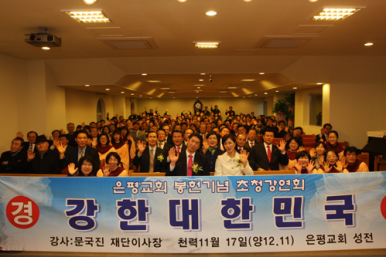 은평교회 봉헌기념 초청강연회
경 강한대한민국
강사:문국진 재단이사장 천력11월 17일(양12.11) 은평교회 성전